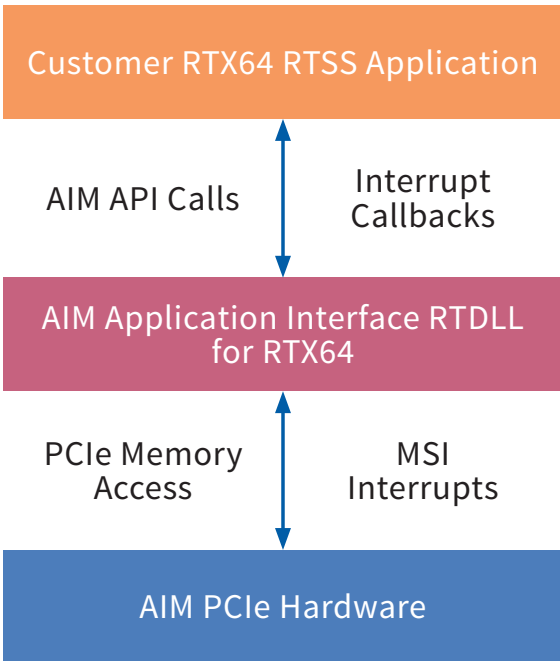 Customer RTX64 RTSS Application
AIM API Calls
Interrupt
Callbacks
AIM Application Interface RTDLL
for RTX64
PCIe Memory
Access
MSI
Interrupts
AIM PCIe Hardware